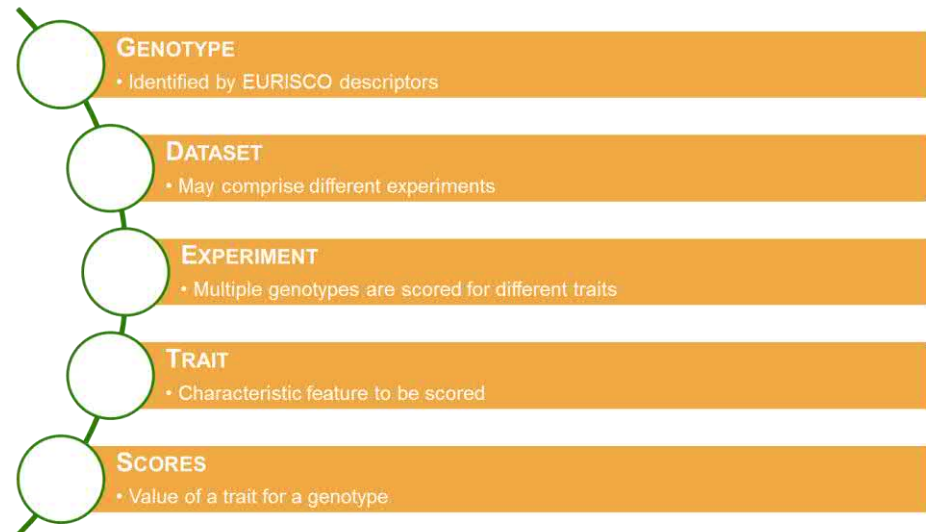 GENOTYPE
• Identified by EURISCO descriptors
DATASET
• May comprise different experiments
EXPERIMENT
• Multiple genotypes are scored for different traits
TRAIT
• Characteristic feature to be scored
SCORES
• Value of a trait for a genotype